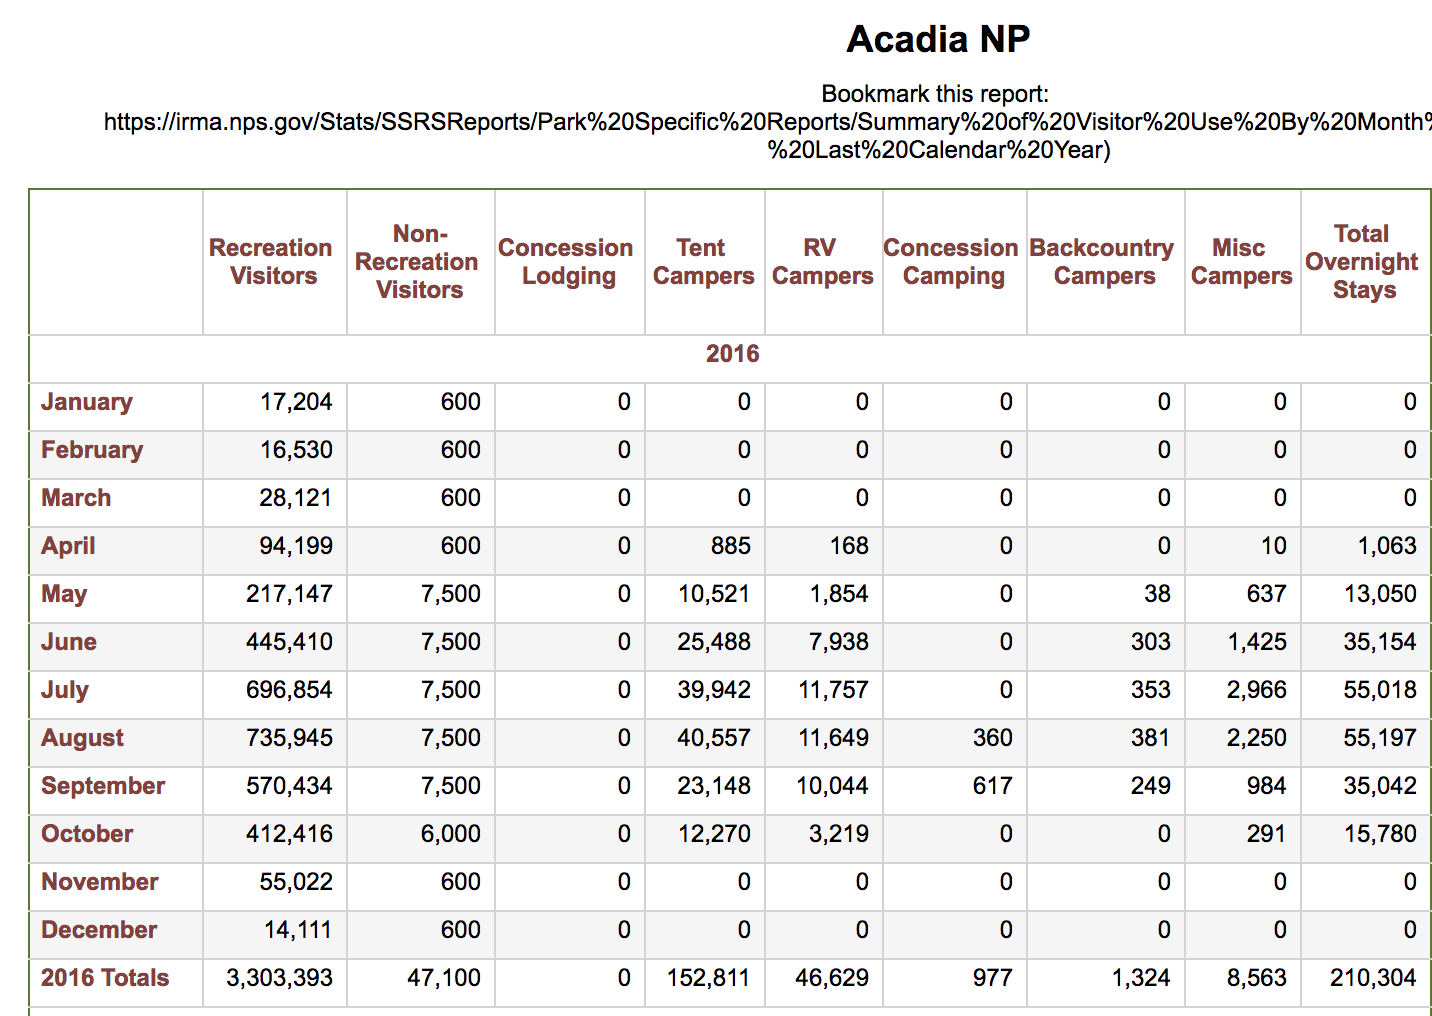 Acadia NP
Bookmark this report:
https://irma.nps.gov/Stats/SSRSReports/Park%20Specific%20Reports/Summary%20of%20Visitor%20Use%20By%20Month%
%20Last%20Calendar%20Year)
Recreation Visitors Non-Recreation Visitors Concession Lodging Tent Campers RV Campers Concession Camping Backcountry Campers Misc Campers Total Overnight Stays
2016
January 17,204 600 0 0 0 0 0 0 0
February 16,530 600 0 0 0 0 0 0 0
March 28,121 600 0 0 0 0 0 0 0
April 94,199 600 0 885 168 0 0 10 1,063
May 217,147 7,500 0 10,521 1,854 0 38 637 13,050
June 445,410 7,500 0 25,488 7,938 0 303 1,425 35,154
July 696,854 7,500 0 39,942 11,757 0 353 2,966 55,018
August 735,945 7,500 0 40,557 11,649 360 381 2,250 55,197
September 570,434 7,500 0 23,148 10,044 617 249 984 35,042
October 412,416 6,000 0 12,270 3,219 0 0 291 15,780
November 55,022 600 0 0 0 0 0 0 0
December 14,111 600 0 0 0 0 0 0 0
2016 Totals 3,303,393 47,100 0 152,811 46,629 977 1,324 8,563 210,304